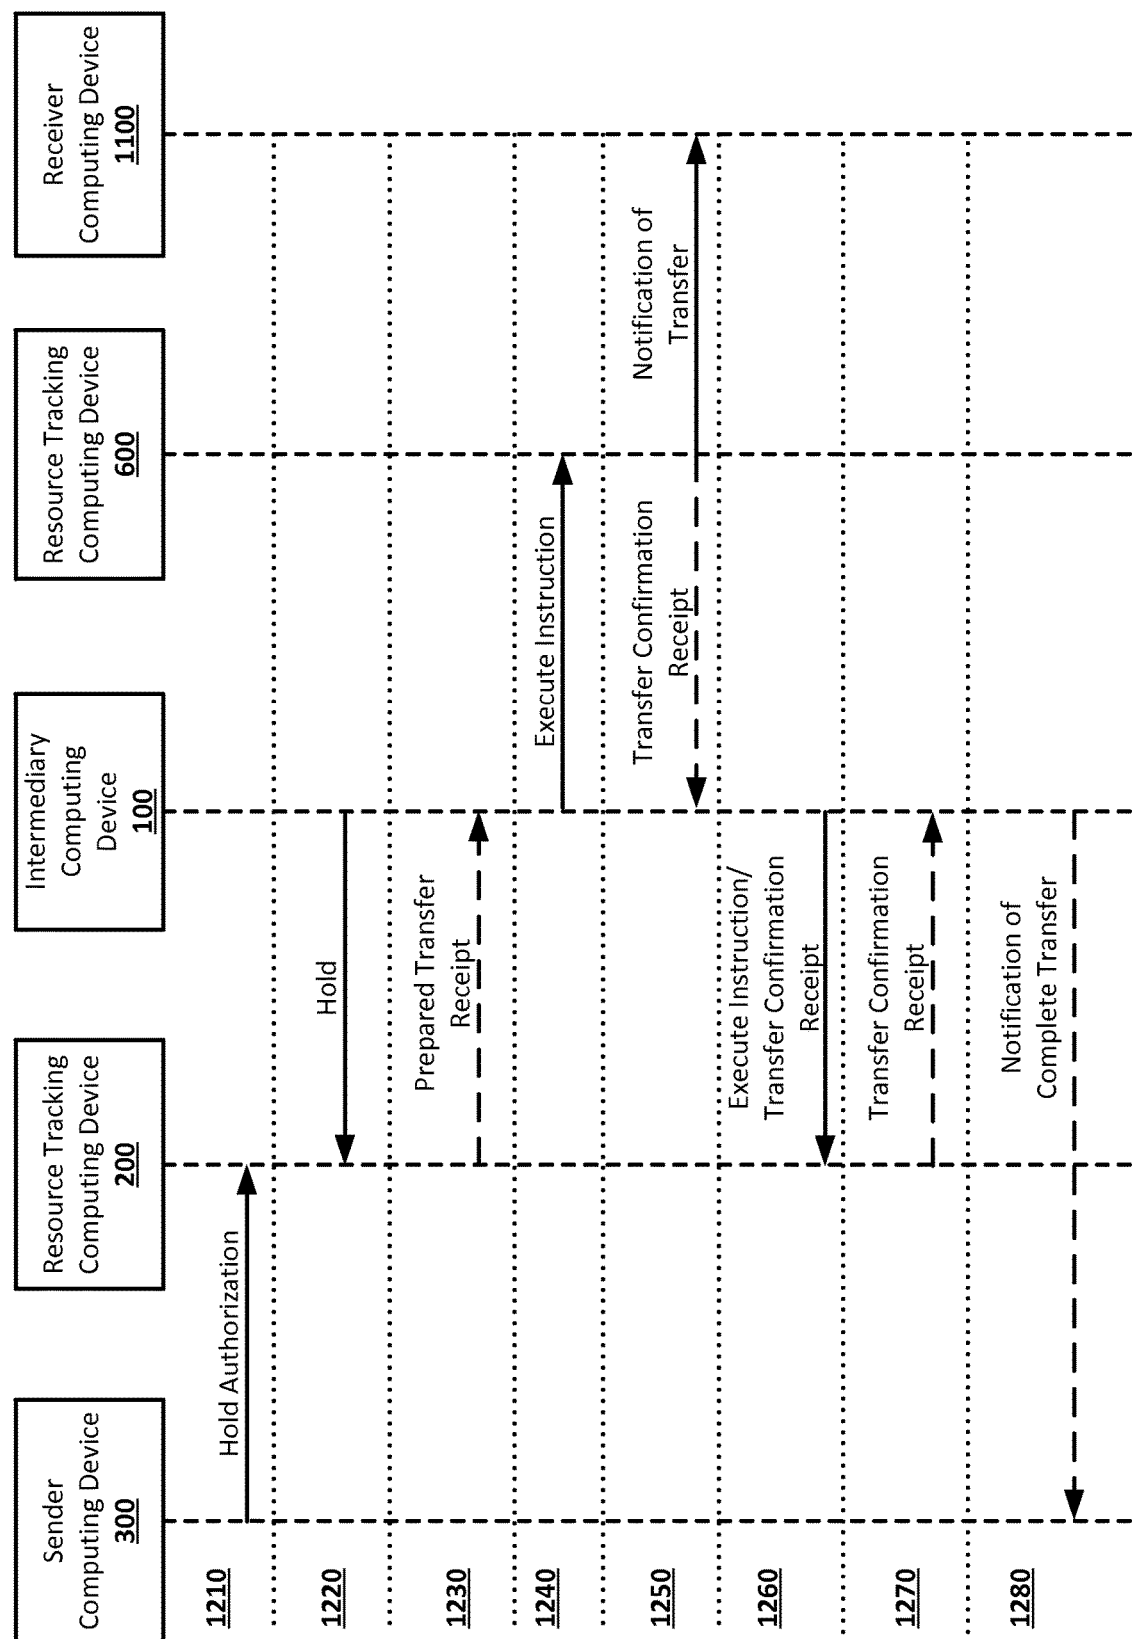 Sender
Computing Device
300
Resource Tracking
Computing Device
200
Intermediary
Computing
Device
100
Resource Tracking
Computing Device
600
Receiver
Computing Device
1100
1210
Hold Authorization
1220
Hold
1230
Prepared Transfer
Receipt
1240
Execute Instruction
1250
Transfer Confirmation
Receipt
Notification of
Transfer
1260
Execute Instruction/
Transfer Confirmation
Receipt
1270
Transfer Confirmation
Receipt
1280
Notification of
Complete Transfer